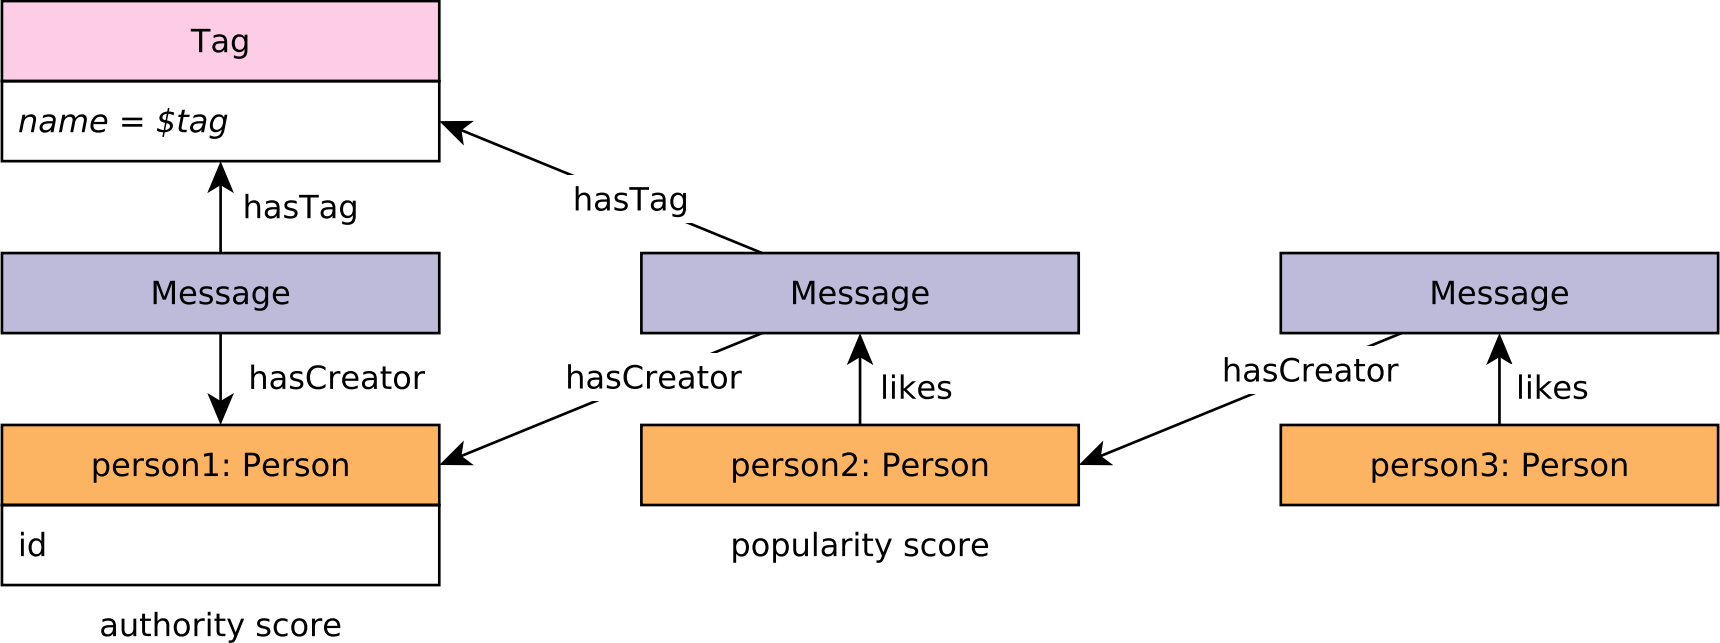 Tag
name = $tag
hasTag
hasTag
Message
Message
Message
hasCreator
hasCreator
likes
hasCreator
likes
person1: Person
person2: Person
person3: Person
id
popularity score
authority score